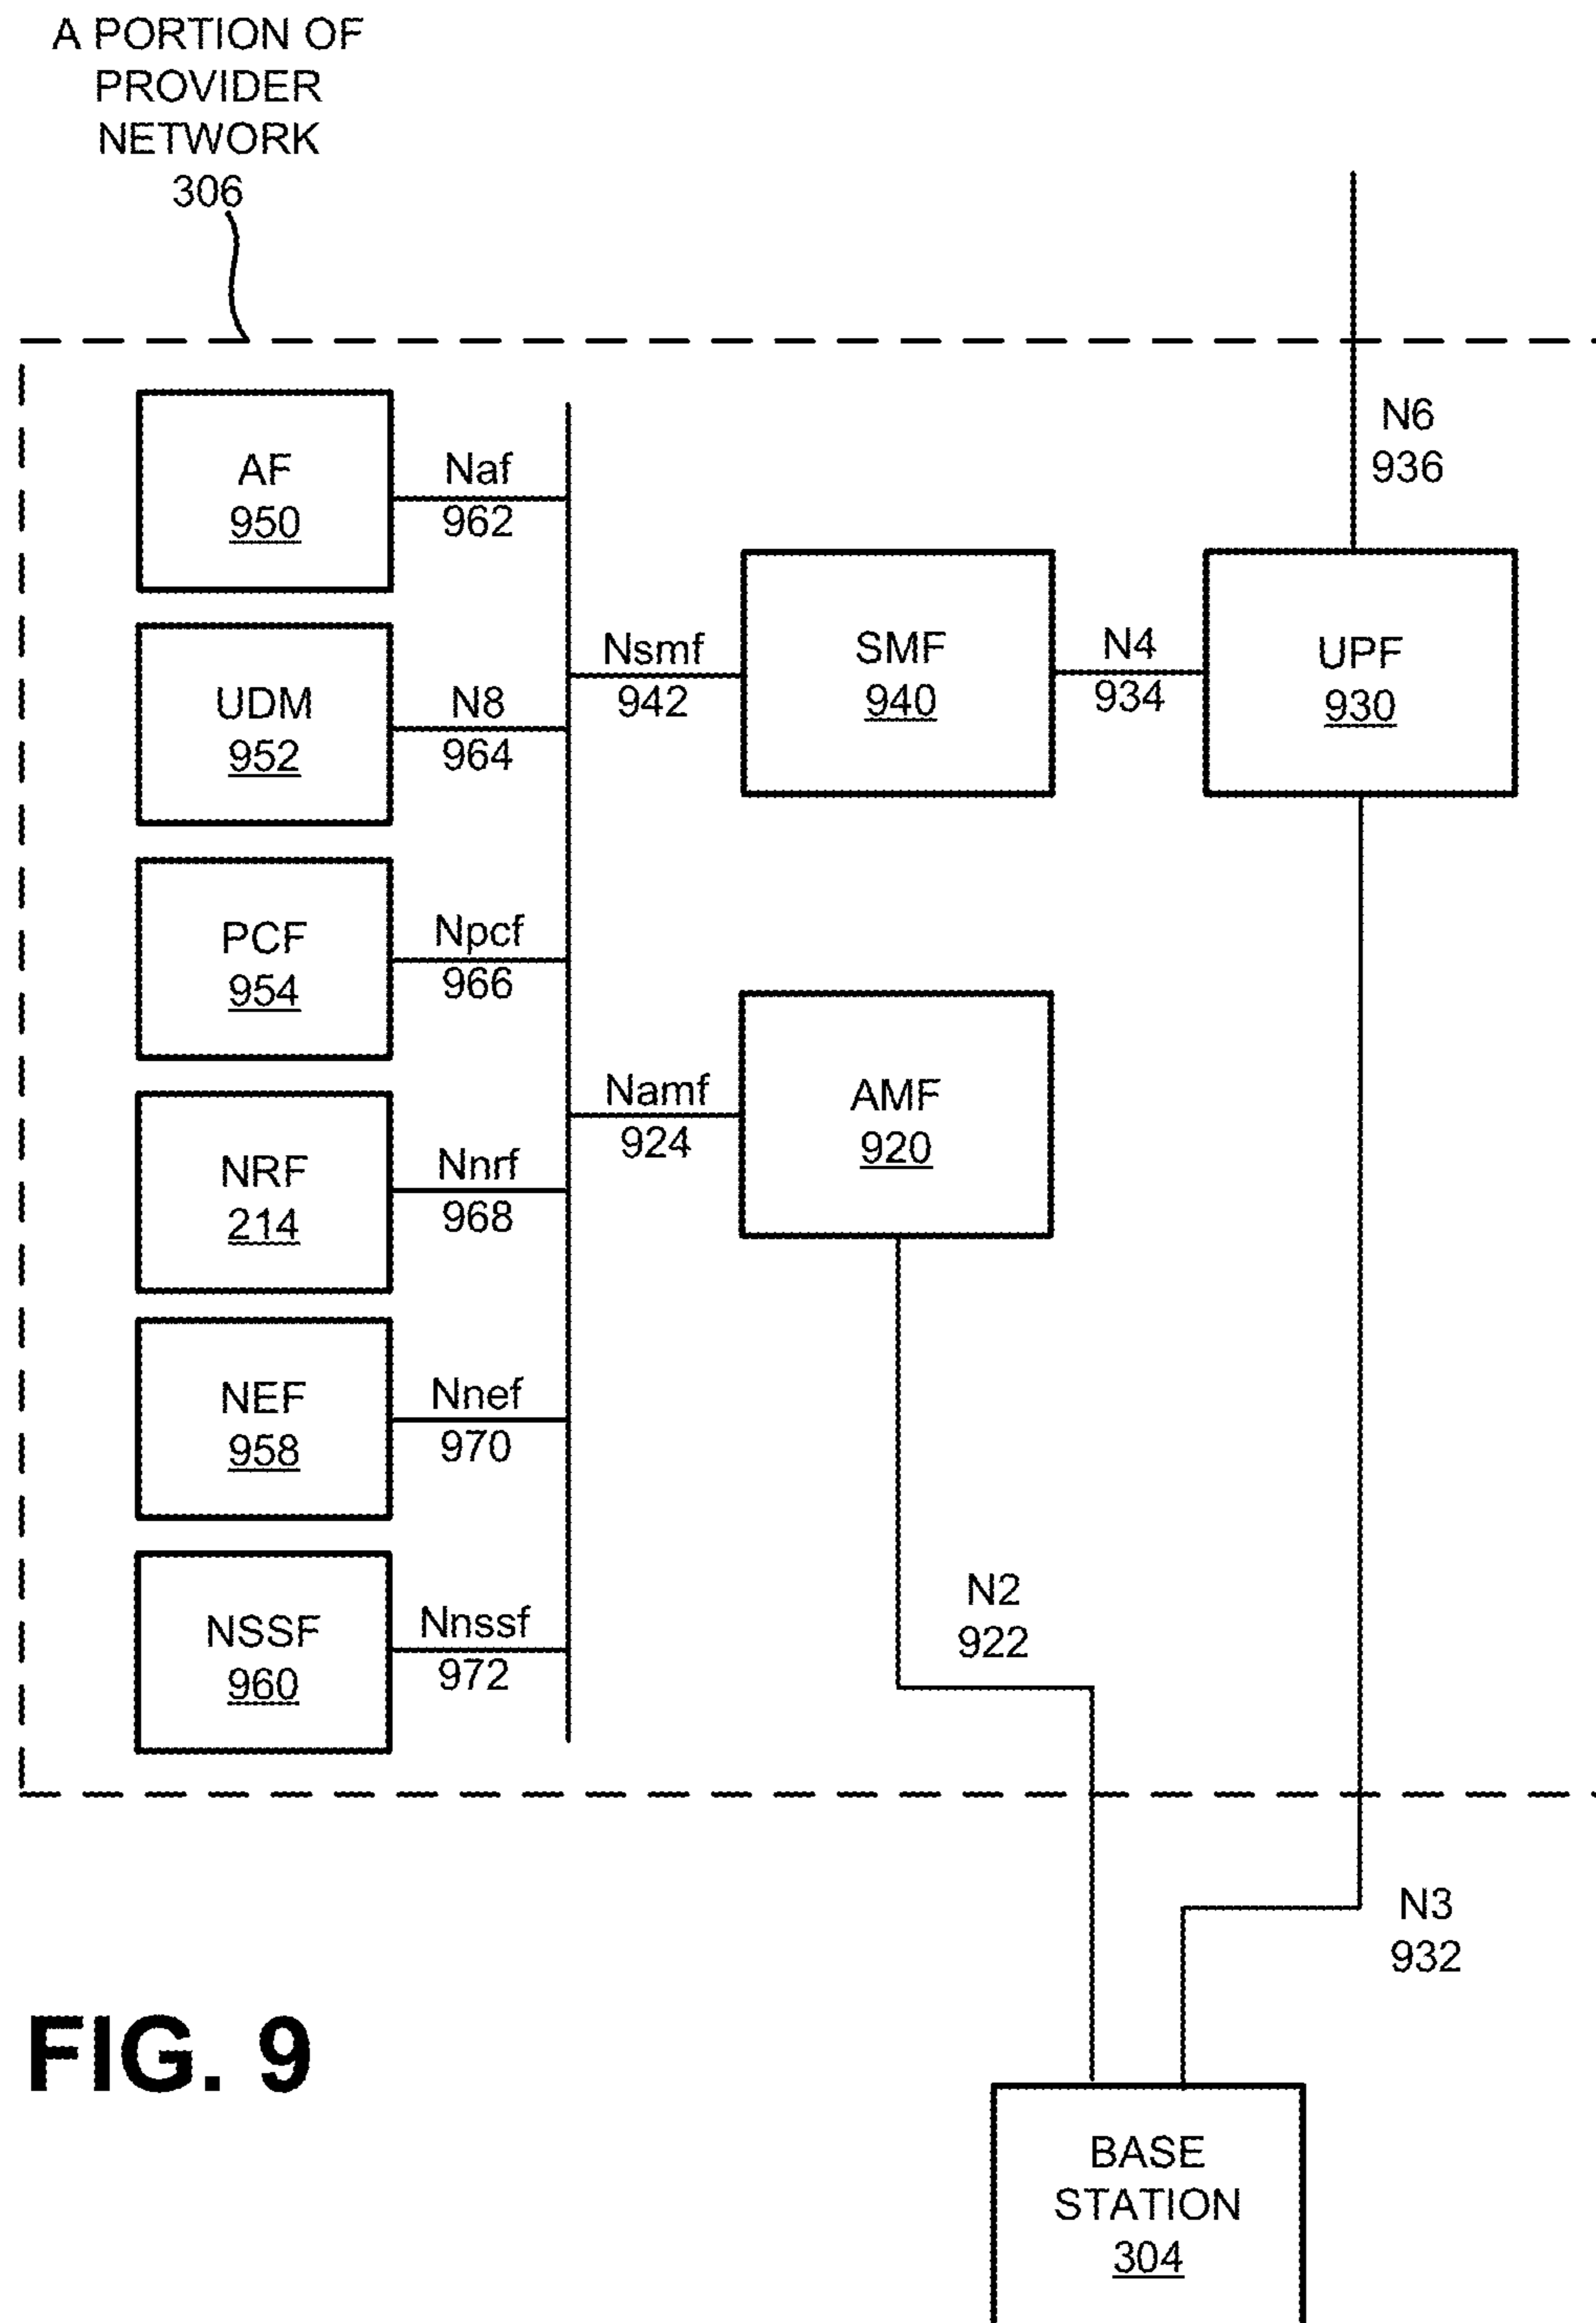 A PORTION OF
PROVIDER
NETWORK
306
N6
936
AF
950
Naf
962
UDM
952
N8
964
Nsmf
942
SMF
940
N4
934
UPF
930
PCF
954
Npcf
966
NRF
214
Nnrf
968
Namf
924
AMF
920
NEF
958
Nnef
970
NSSF
960
Nnssf
972
N2
922
N3
932
FIG. 9
BASE
STATION
304